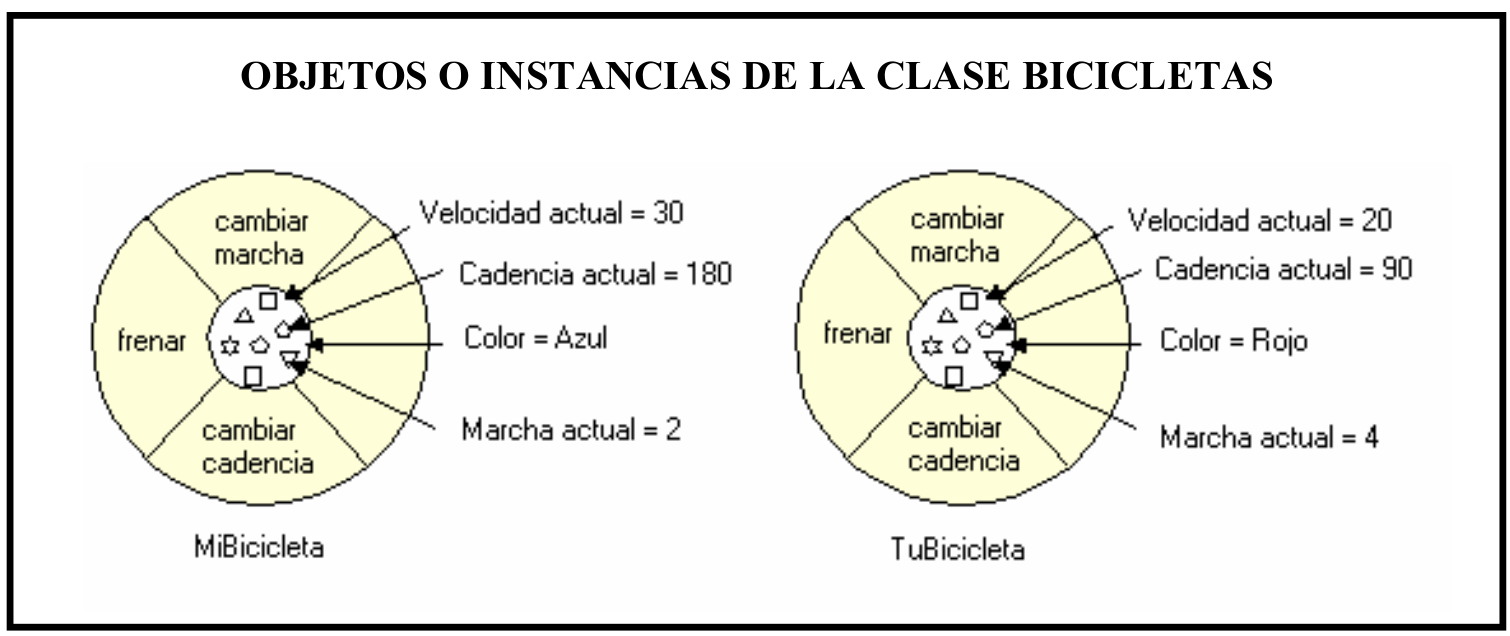 OBJETOS O INSTANCIAS DE LA CLASE BICICLETAS
cambiar
marcha
frenar
cambiar
cadencia
Velocidad actual = 30
Cadencia actual = 180
Color = Azul
Marcha actual = 2
MiBicicleta
cambiar
marcha
frenar
cambiar
cadencia
Velocidad actual = 20
Cadencia actual = 90
Color = Rojo
Marcha actual = 4
TuBicicleta